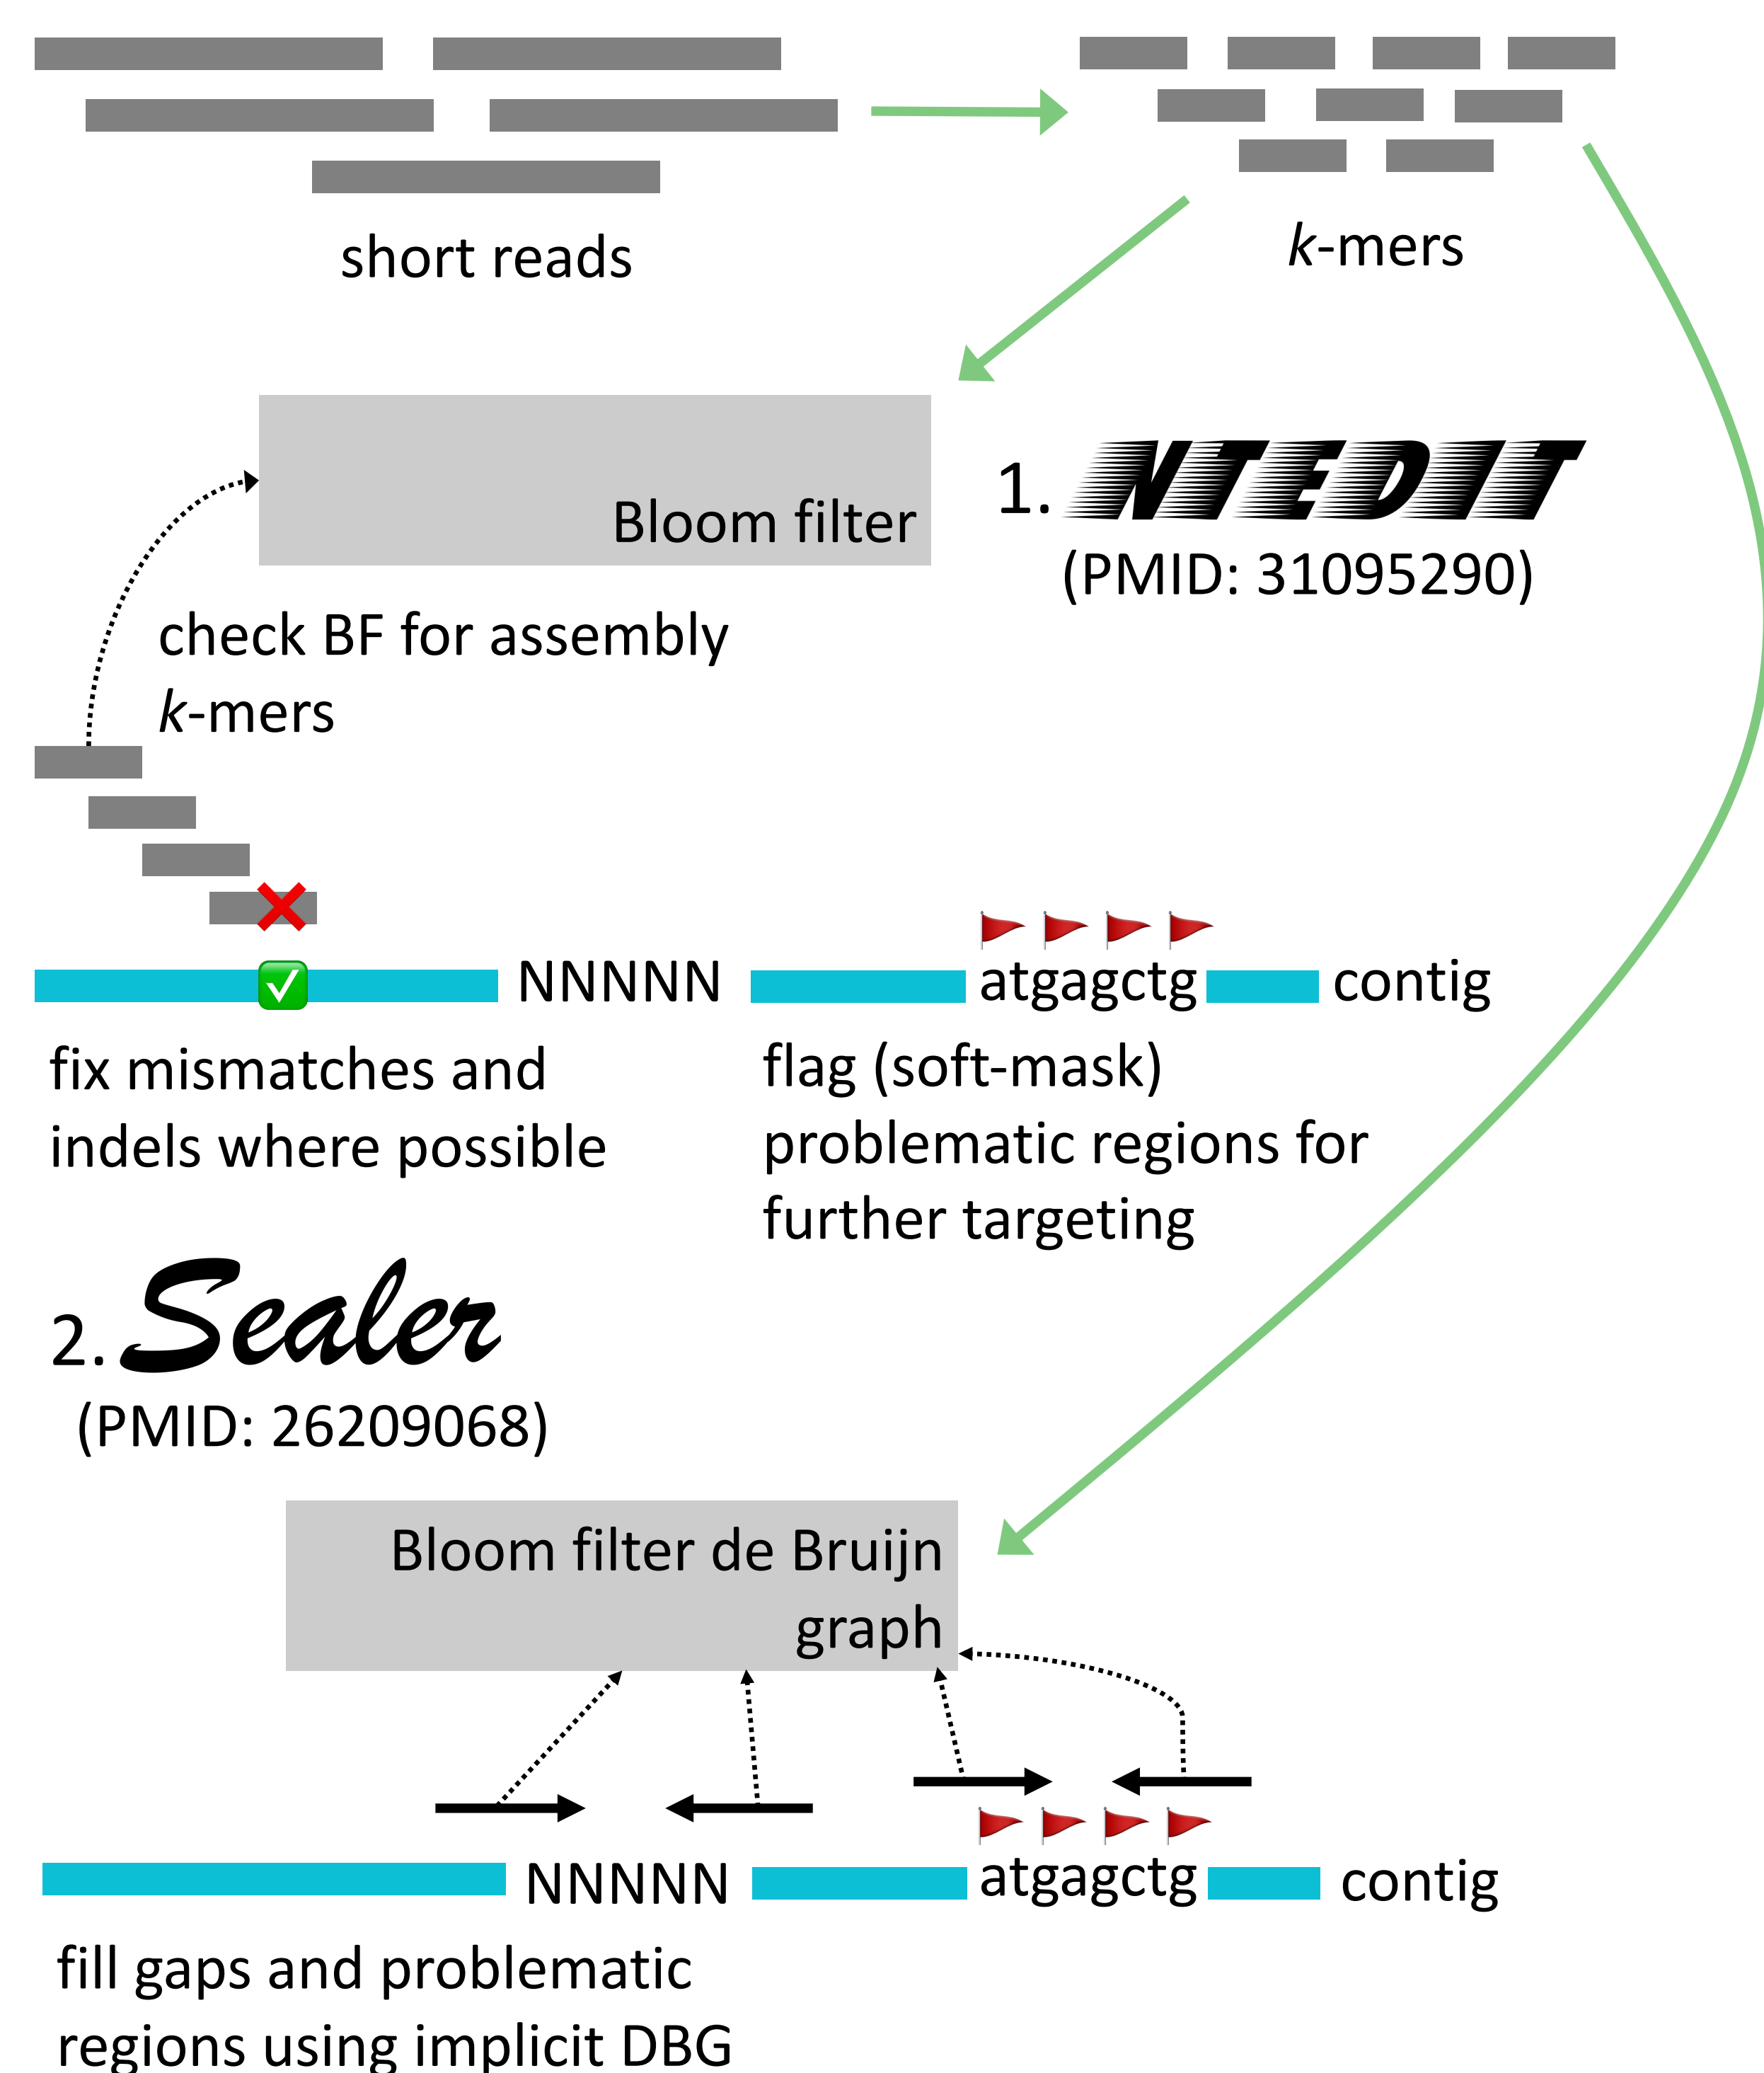 short reads
k-mers
Bloom filter
1. NTEDIT
(PMID: 31095290)
check BF for assembly
k-mers
NNNNN
atgagctg
contig
fix mismatches and
indels where possible
flag (soft-mask)
problematic regions for
further targeting
2. Sealer
(PMID: 26209068)
Bloom filter de Bruijn
graph
NNNNN
atgagctg
contig
fill gaps and problematic
regions using implicit DBG